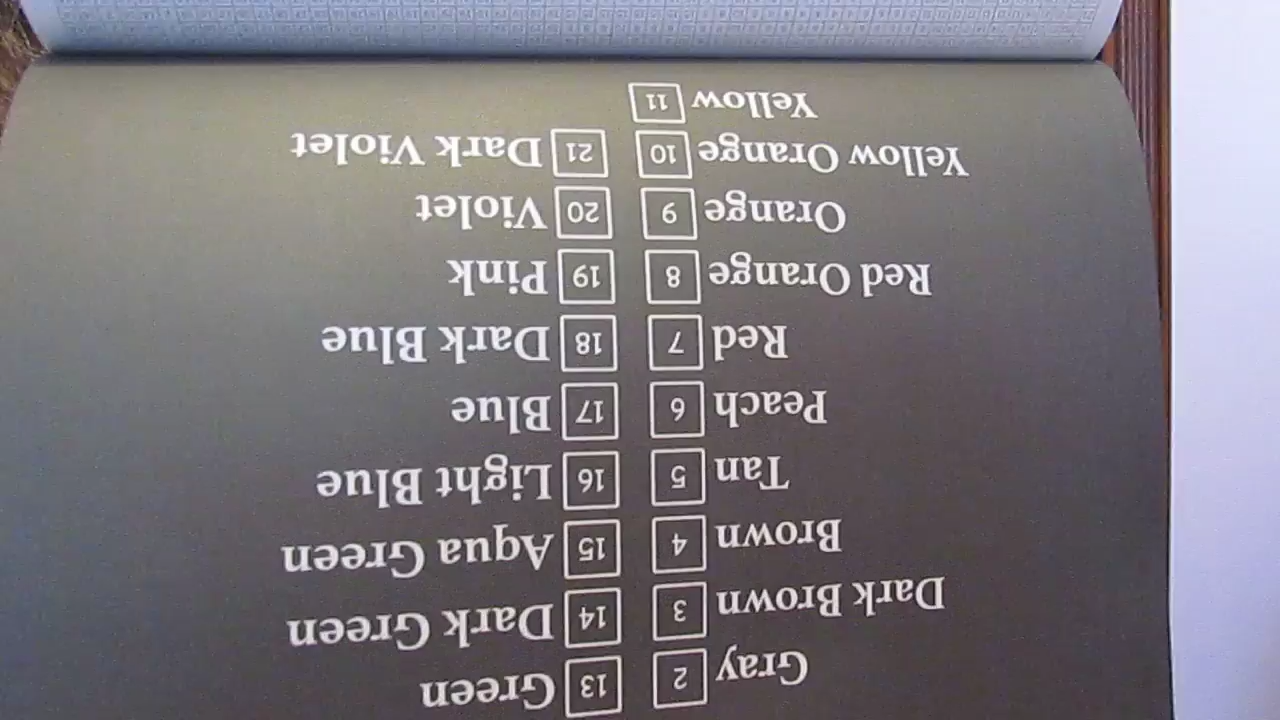 Gray 2
Dark Brown 3
Brown 4
Tan 5
Peach 6
Red 7
Red Orange 8
Orange 9
Yellow Orange 10
Yellow 11
13 Green
14 Dark Green
15 Aqua Green
16 Light Blue
17 Blue
18 Dark Blue
19 Pink
20 Violet
21 Dark Violet